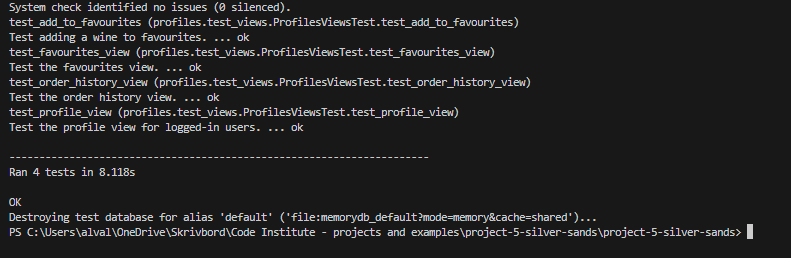 System check identified no issues (0 silenced).
test_add_to_favourites (profiles.test_views.ProfilesViewsTest.test_add_to_favourites)
Test adding a wine to favourites. ... ok
test_favourites_view (profiles.test_views.ProfilesViewsTest.test_favourites_view)
Test the favourites view. ... ok
test_order_history_view (profiles.test_views.ProfilesViewsTest.test_order_history_view)
Test the order history view. ... ok
test_profile_view (profiles.test_views.ProfilesViewsTest.test_profile_view)
Test the profile view for logged-in users. ... ok
----------------------------------------------------------------------
Ran 4 tests in 8.118s
OK
Destroying test database for alias 'default' ('file:memorydb_default?mode=memory&cache=shared')...
PS C:\Users\alval\OneDrive\Skrivbord\Code Institute - projects and examples\project-5-silver-sands\project-5-silver-sands>